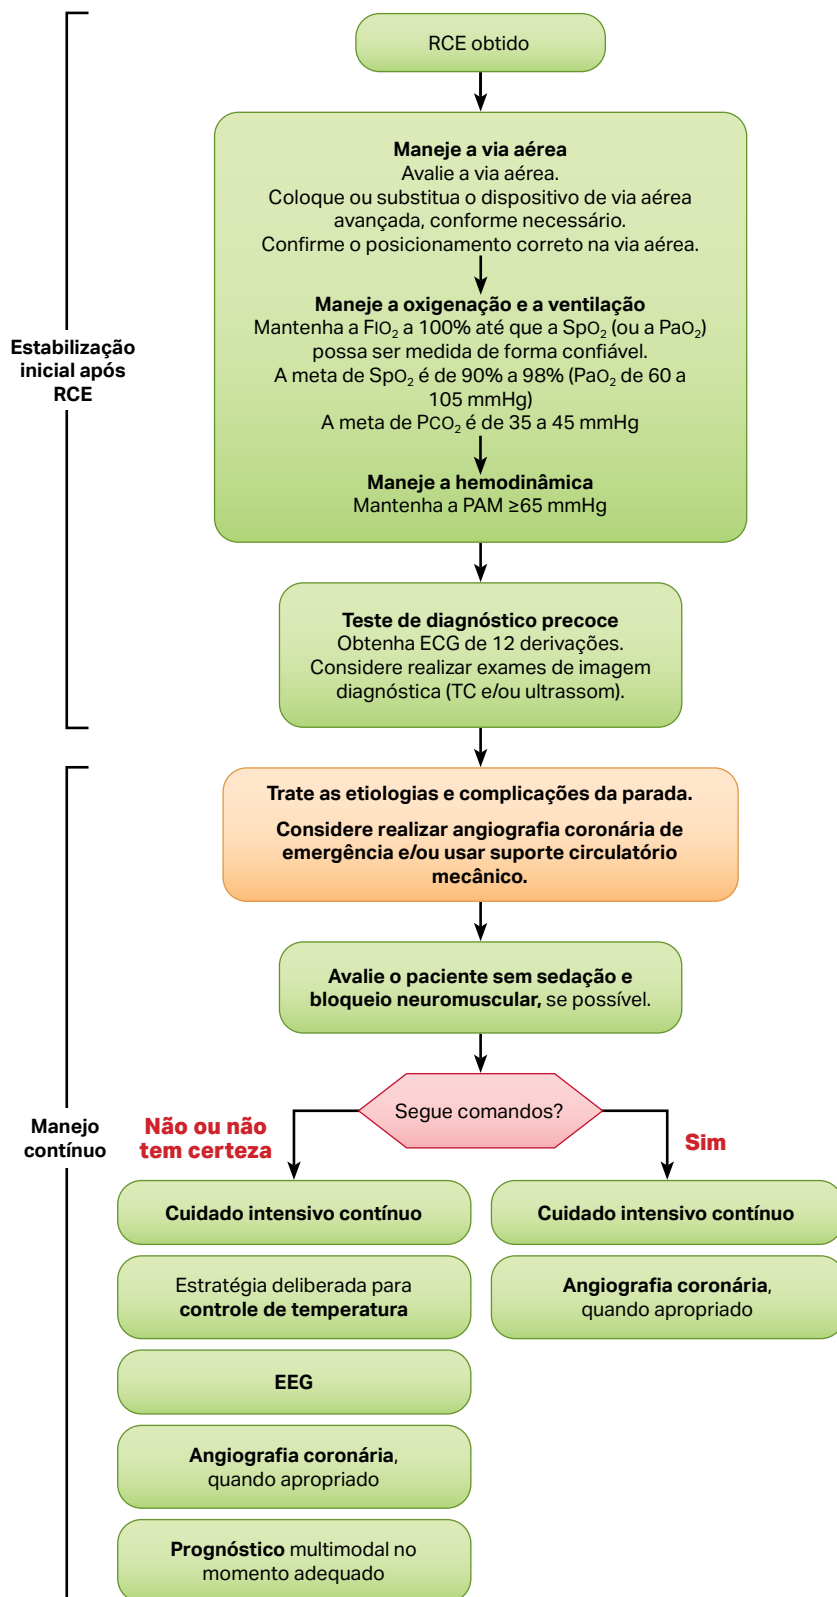 RCE obtido
Maneje a via aérea
Avalie a via aérea.
Coloque ou substitua o dispositivo de via aérea
avançada, conforme necessário.
Confirme o posicionamento correto na via aérea.
Maneje a oxigenação e a ventilação
Mantenha a FIO₂ a 100% até que a SpO₂ (ou a PaO₂)
possa ser medida de forma confiável.
A meta de SpO₂ é de 90% a 98% (PaO₂ de 60 a
105 mmHg)
A meta de PCO₂ é de 35 a 45 mmHg
Maneje a hemodinâmica
Mantenha a PAM ≥65 mmHg
Estabilização
inicial após
RCE
Teste de diagnóstico precoce
Obtenha ECG de 12 derivações.
Considere realizar exames de imagem
diagnóstica (TC e/ou ultrassom).
Trate as etiologias e complicações da parada.
Considere realizar angiografia coronária de
emergência e/ou usar suporte circulatório
mecânico.
Avalie o paciente sem sedação e
bloqueio neuromuscular, se possível.
Segue comandos?
Manejo
contínuo
Não ou não
tem certeza
Sim
Cuidado intensivo contínuo
Estratégia deliberada para
controle de temperatura
EEG
Angiografia coronária,
quando apropriado
Prognóstico multimodal no
momento adequado
Cuidado intensivo contínuo
Angiografia coronária,
quando apropriado